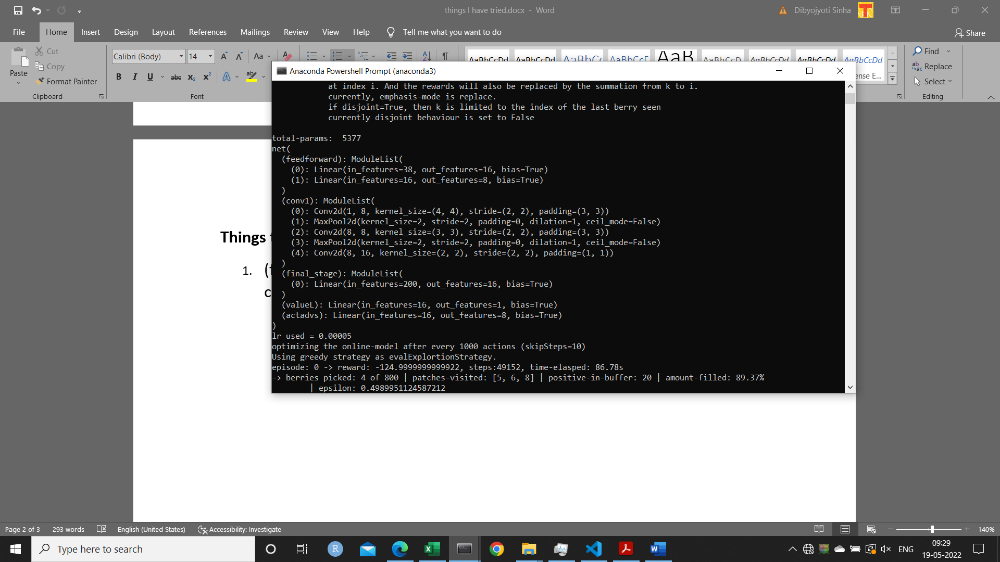 things I have tried.docx - Word
Dibyojyoti Sinha
File Home Insert Design Layout References Mailings Review View Help Tell me what you want to do
Share
Paste
Cut
Copy
Format Painter
Clipboard
Calibri (Body) 14
Font
AaBbCcDd AaBbCcDd AaBbC AaBbCcD AaB AaBbCcD AaBbCcDd AaBbCcDd AaBbCcDd
ense E...
Find
Replace
Select
Editing
Anaconda Powershell Prompt (anaconda3)
at index i. And the rewards will also be replaced by the summation from k to i.
currently, emphasis-mode is replace.
if disjoint=True, then k is limited to the index of the last berry seen
currently disjoint behaviour is set to False
total-params:  5377
net(
  (feedforward): ModuleList(
    (0): Linear(in_features=38, out_features=16, bias=True)
    (1): Linear(in_features=16, out_features=8, bias=True)
  )
  (conv1): ModuleList(
    (0): Conv2d(1, 8, kernel_size=(4, 4), stride=(2, 2), padding=(3, 3))
    (1): MaxPool2d(kernel_size=2, stride=2, padding=0, dilation=1, ceil_mode=False)
    (2): Conv2d(8, 8, kernel_size=(3, 3), stride=(2, 2), padding=(3, 3))
    (3): MaxPool2d(kernel_size=2, stride=2, padding=0, dilation=1, ceil_mode=False)
    (4): Conv2d(8, 16, kernel_size=(2, 2), stride=(2, 2), padding=(1, 1))
  )
  (final_stage): ModuleList(
    (0): Linear(in_features=200, out_features=16, bias=True)
  )
  (valueL): Linear(in_features=16, out_features=1, bias=True)
  (actadvs): Linear(in_features=16, out_features=8, bias=True)
)
lr used = 0.00005
optimizing the online-model after every 1000 actions (skipSteps=10)
Using greedy strategy as evalExplortionStrategy.
episode: 0 -> reward: -124.9999999999922, steps:49152, time-elasped: 86.78s
-> berries picked: 4 of 800 | patches-visited: [5, 6, 8] | positive-in-buffer: 20 | amount-filled: 89.37%
| epsilon: 0.4989951124587212
Things
1. (
c
Page 2 of 3 293 words English (United States) Accessibility: Investigate 140%
Type here to search
ENG
09:29
19-05-2022